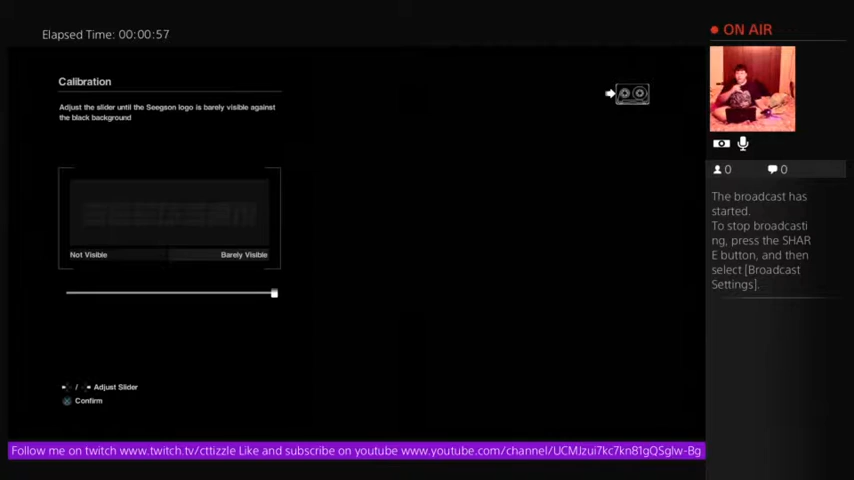 Elapsed Time: 00:00:57
ON AIR
Calibration
Adjust the slider until the Seegson logo is barely visible against
the black background
SEEGSON
Not Visible
Barely Visible
/ Adjust Slider
Confirm
0
0
The broadcast has
started.
To stop broadcasti
ng, press the SHAR
E button, and then
select [Broadcast
Settings].
Follow me on twitch www.twitch.tv/cttizzle Like and subscribe on youtube www.youtube.com/channel/UCMJzui7kc7kn81gQSglw-Bg